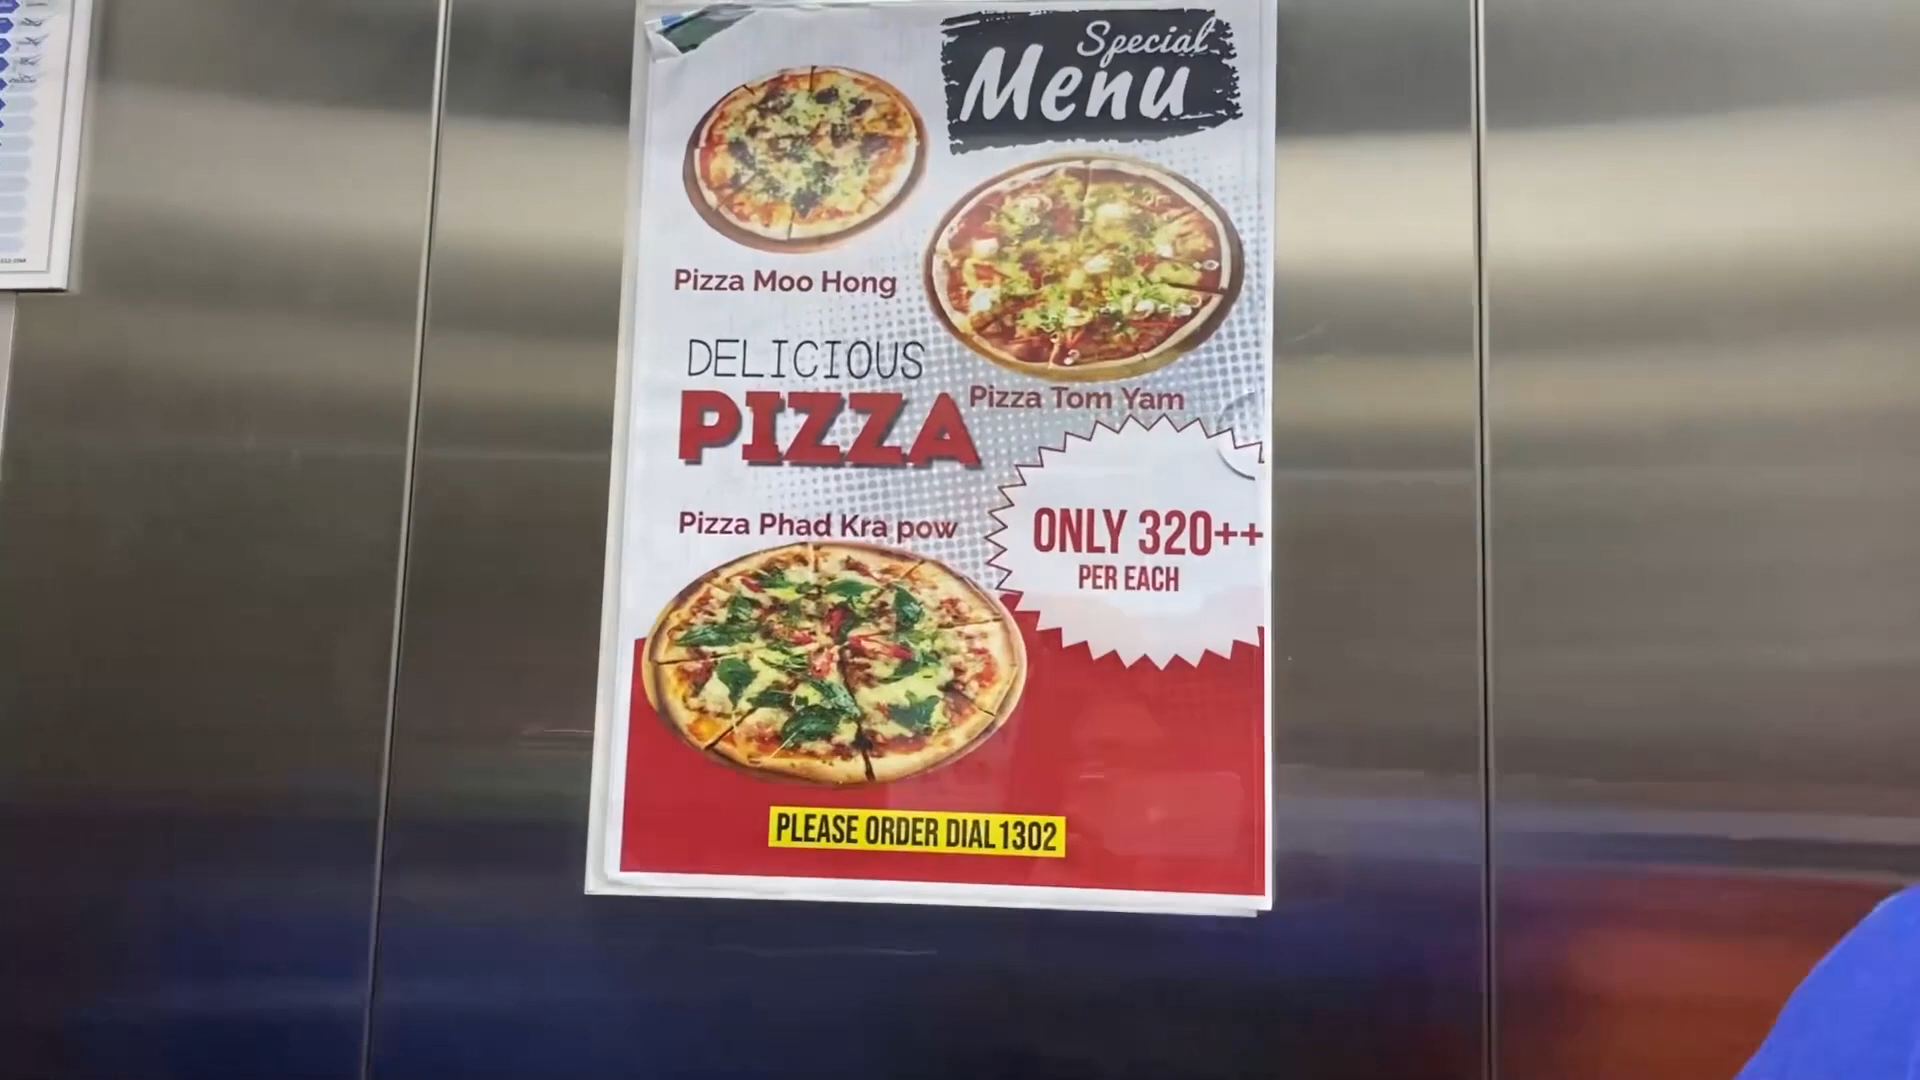 Special
Menu
Pizza Moo Hong
DELICIOUS
PIZZA
Pizza Tom Yam
Pizza Phad Kra pow
ONLY 320++
PER EACH
PLEASE ORDER DIAL 1302